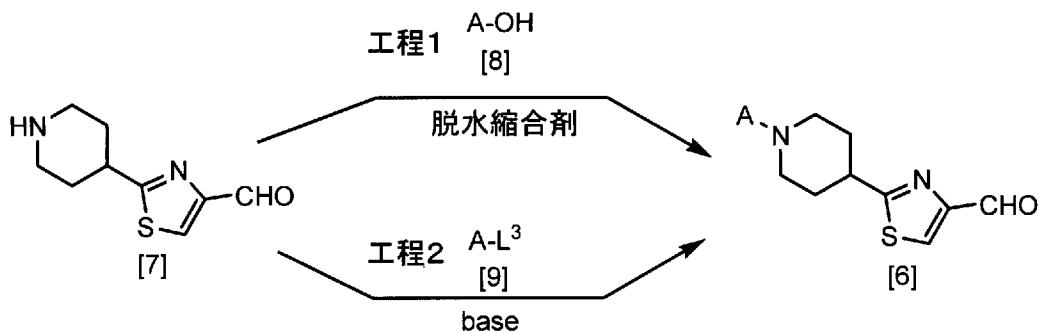 工程1 A-OH
[8]
脱水縮合剤
HN
N
S
CHO
[7]
A
N
N
S
CHO
[6]
工程2 A-L³
[9]
base